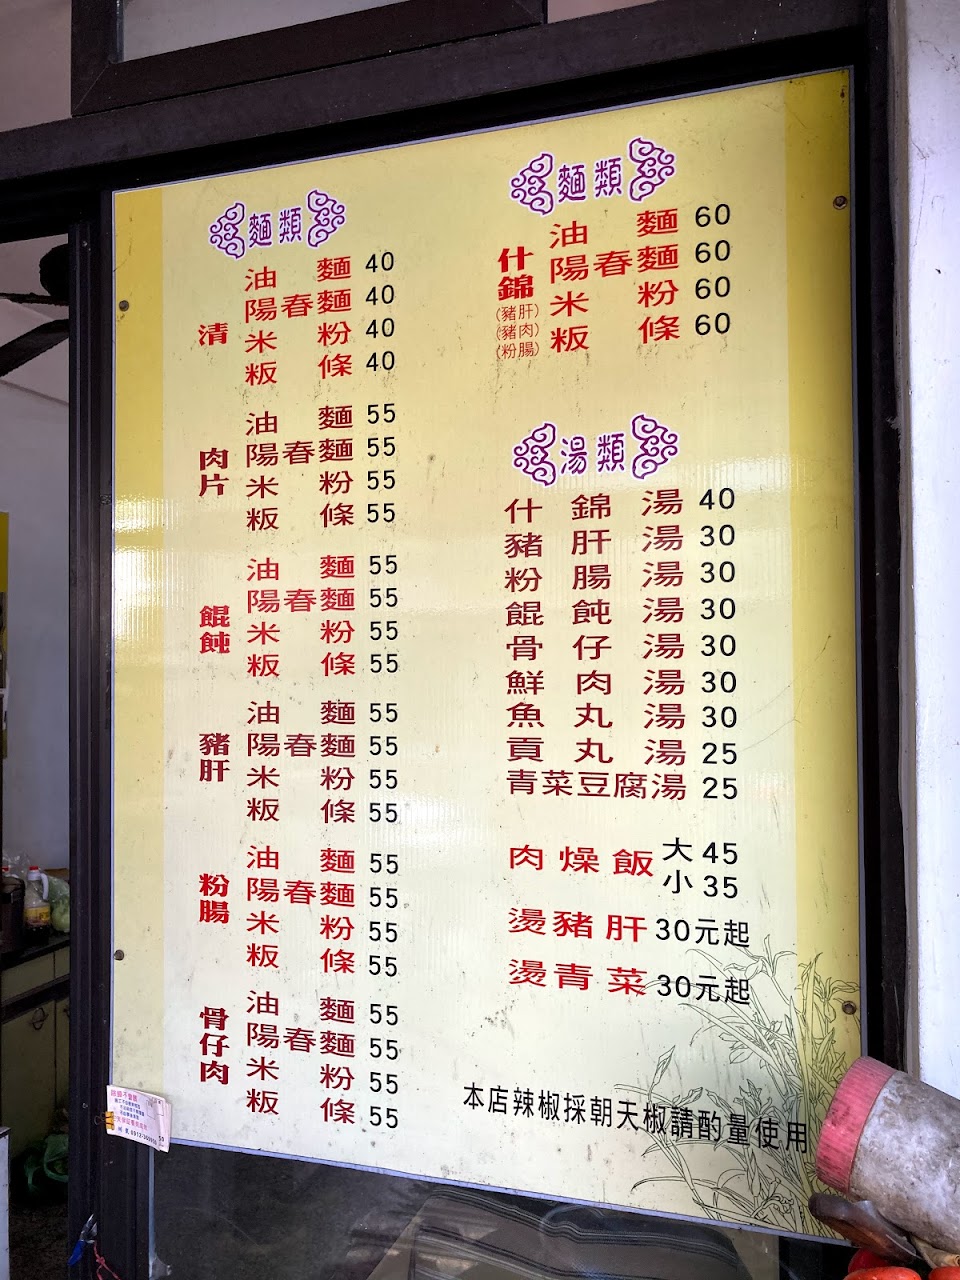 麵類
清
油麵 40
陽春麵 40
米粉 40
粄條 40
肉片
油麵 55
陽春麵 55
米粉 55
粄條 55
餛飩
油麵 55
陽春麵 55
米粉 55
粄條 55
豬肝
油麵 55
陽春麵 55
米粉 55
粄條 55
粉腸
油麵 55
陽春麵 55
米粉 55
粄條 55
骨仔肉
油麵 55
陽春麵 55
米粉 55
粄條 55
麵類
什錦
(豬肝)
(豬肉)
(粉腸)
油麵 60
陽春麵 60
米粉 60
粄條 60
湯類
什錦湯 40
豬肝湯 30
粉腸湯 30
餛飩湯 30
骨仔湯 30
鮮肉湯 30
魚丸湯 30
貢丸湯 25
青菜豆腐湯 25
肉燥飯 大 45
小 35
燙豬肝 30元起
燙青菜 30元起
本店辣椒採朝天椒請酌量使用